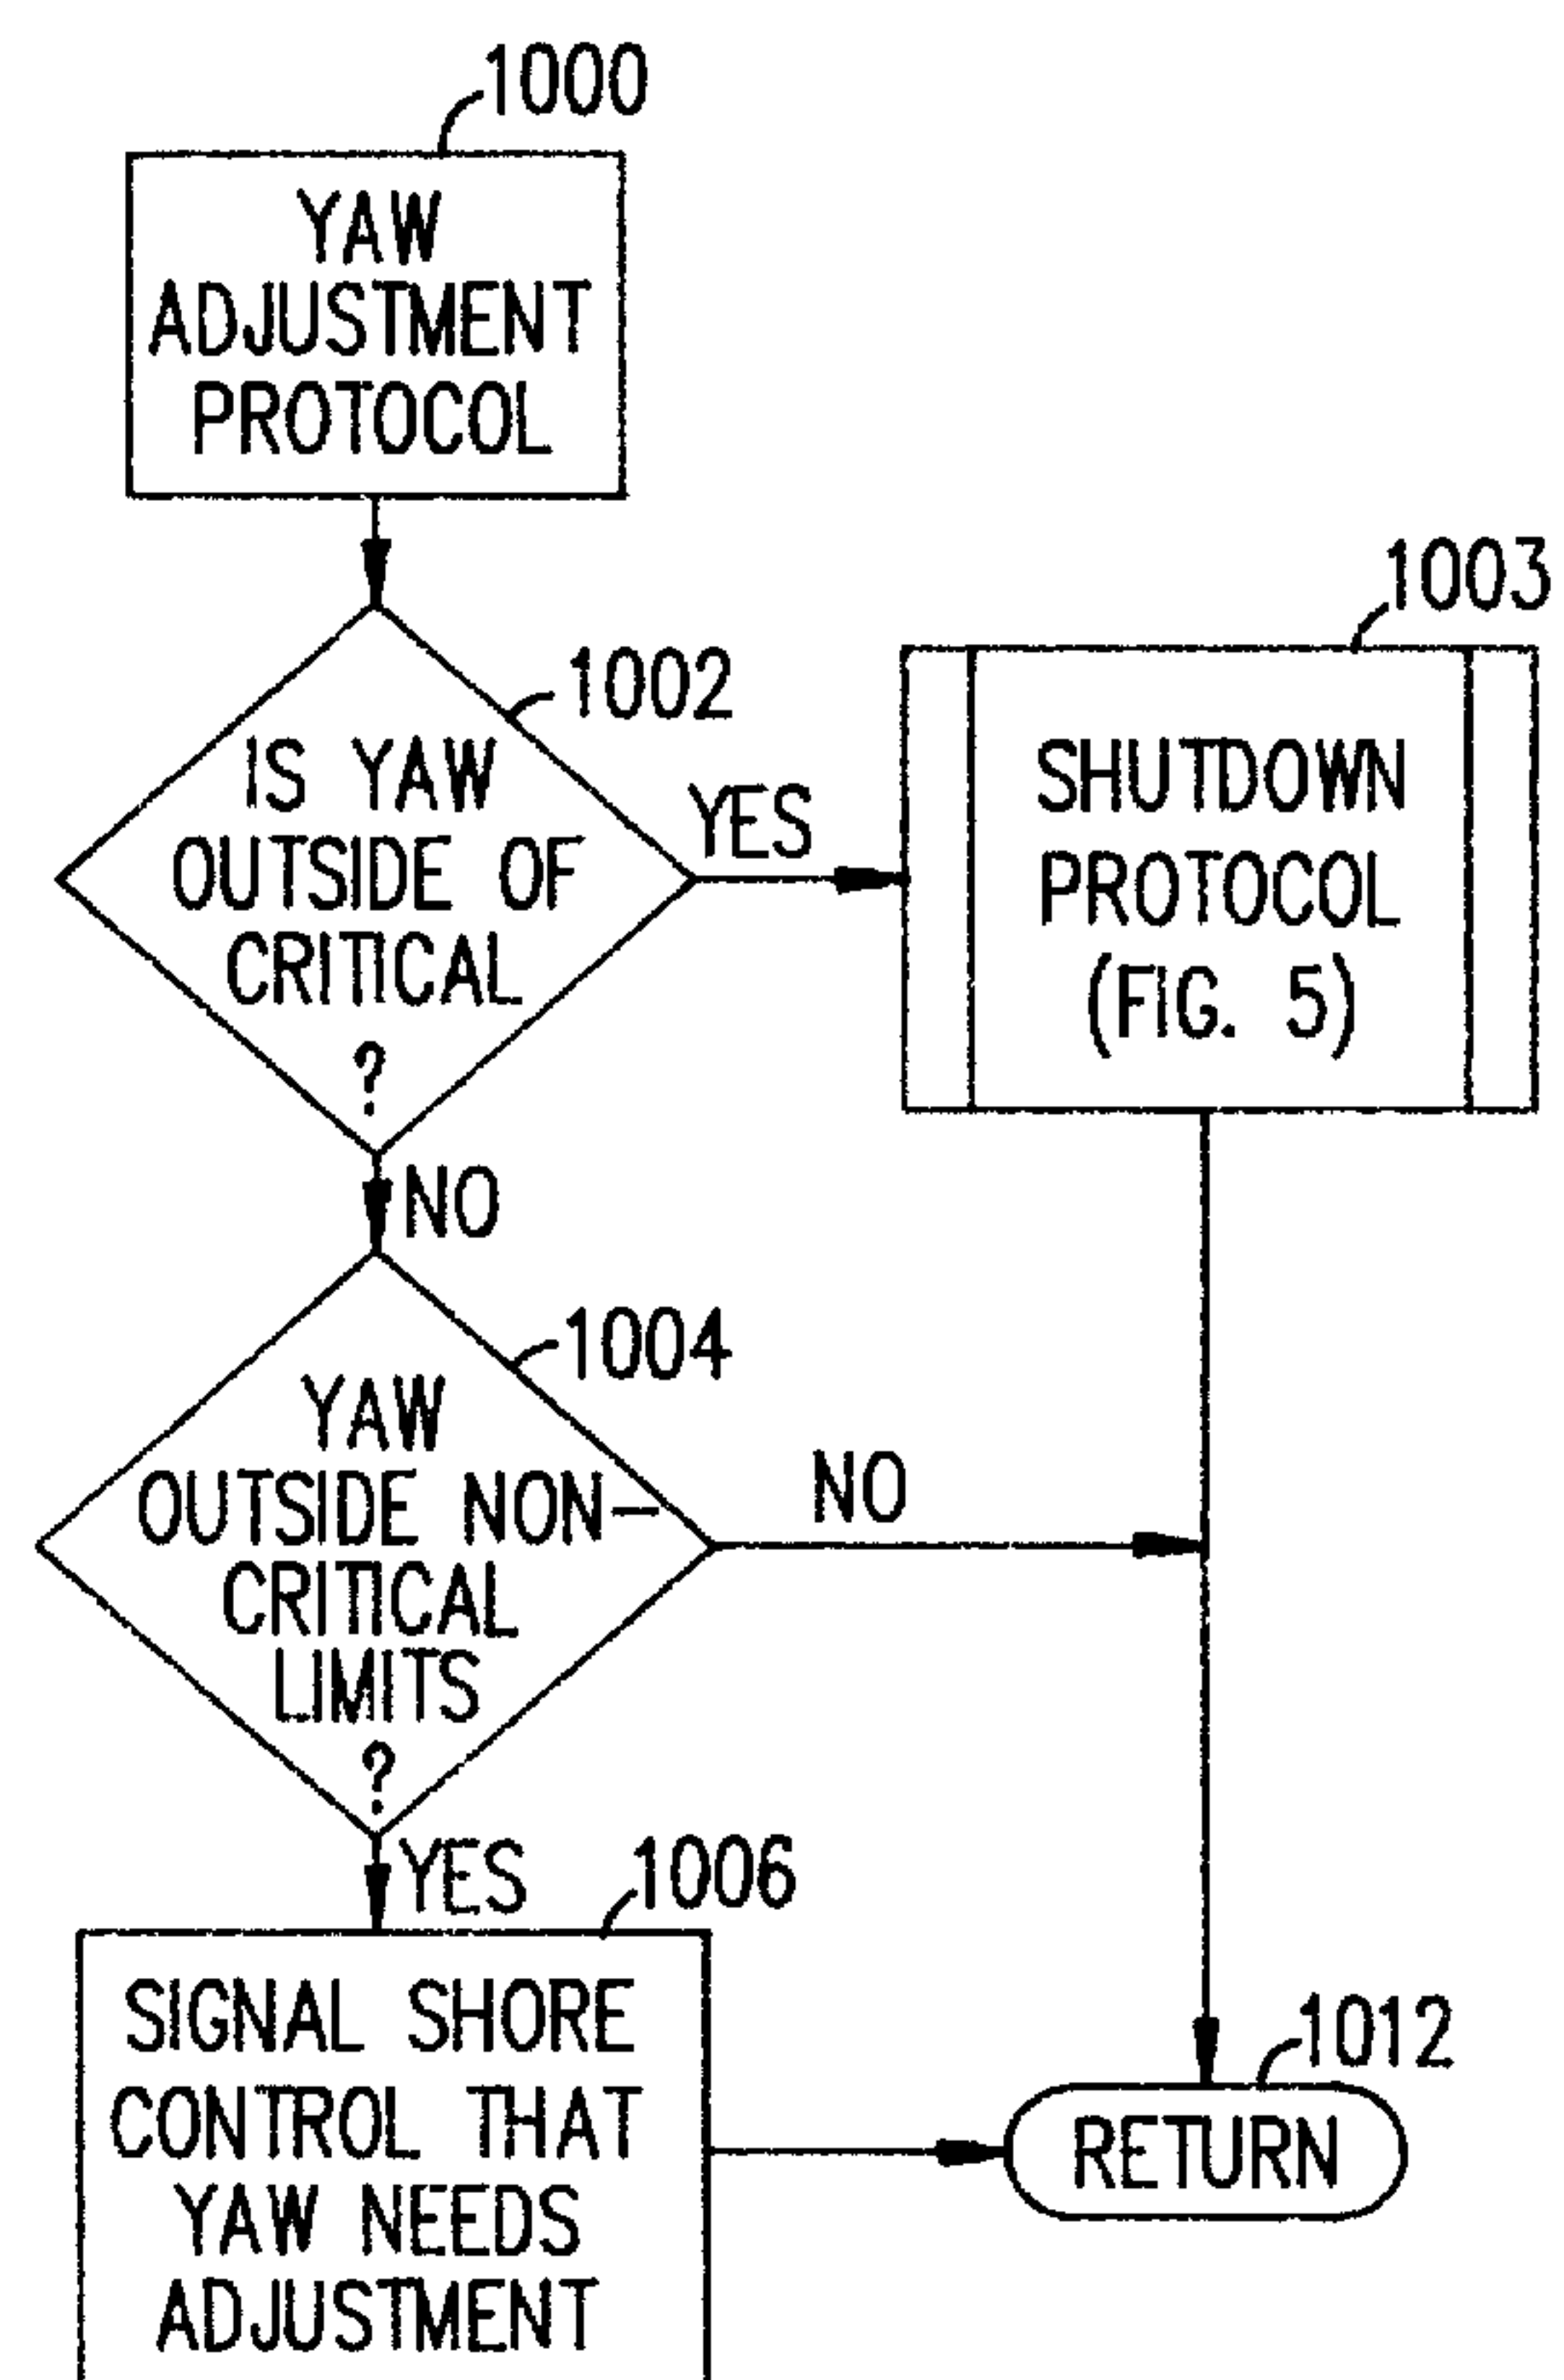 1000
YAW
ADJUSTMENT
PROTOCOL
1002
IS YAW
OUTSIDE OF
CRITICAL
?
YES
1003
SHUTDOWN
PROTOCOL
(FIG. 5)
NO
1004
YAW
OUTSIDE NON-
CRITICAL
LIMITS
?
NO
YES
1006
SIGNAL SHORE
CONTROL THAT
YAW NEEDS
ADJUSTMENT
1012
RETURN